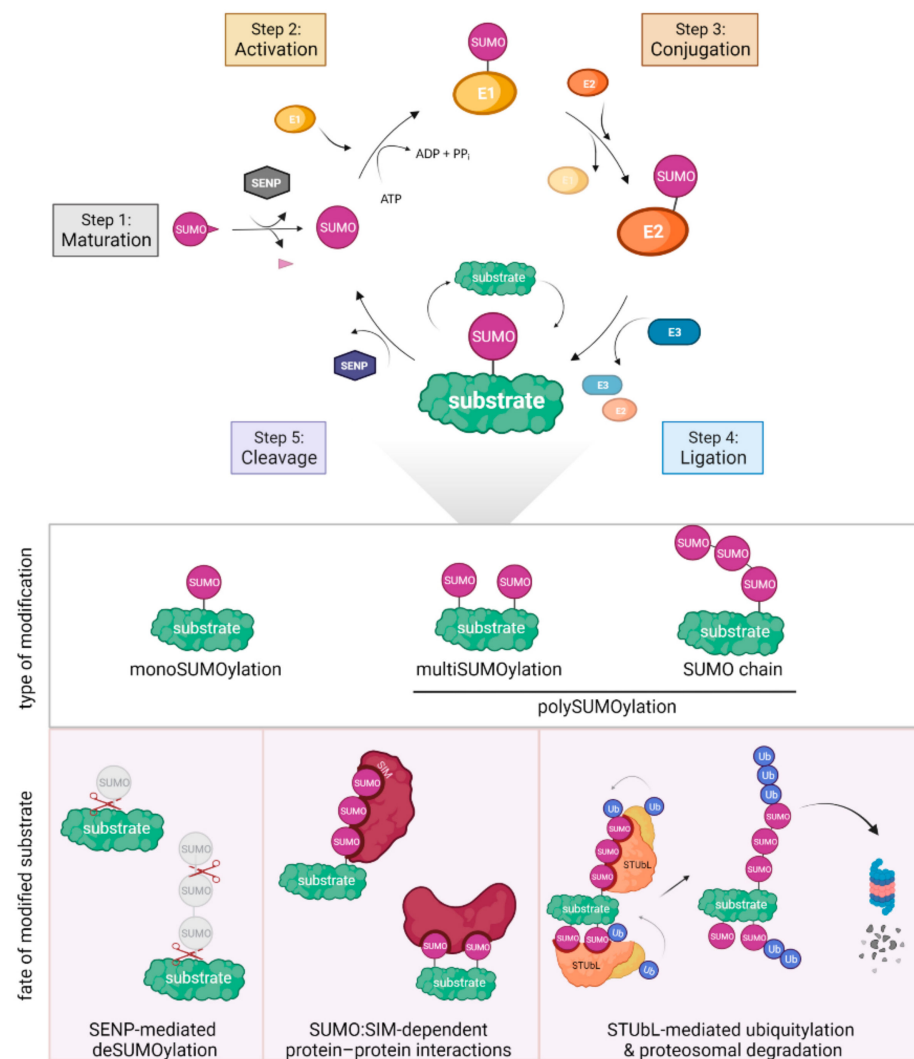 Step 2:
Activation
Step 3:
Conjugation
SUMO
E1
E2
E1
ADP + PPi
ATP
E1
SENP
SUMO
E2
Step 1:
Maturation
SUMO
SUMO
substrate
SUMO
substrate
E3
E3
E2
SENP
Step 5:
Cleavage
Step 4:
Ligation
type of modification
SUMO
substrate
monoSUMOylation
SUMO
SUMO
substrate
multiSUMOylation
SUMO
SUMO
SUMO
substrate
SUMO chain
polySUMOylation
fate of modified substrate
SUMO
substrate
SUMO
SUMO
SUMO
substrate
SENP-mediated
deSUMOylation
SIM
SUMO
SUMO
SUMO
substrate
SUMO
SUMO
substrate
SUMO:SIM-dependent
protein–protein interactions
Ub
Ub
SUMO
SUMO
SUMO
STUbL
substrate
SUMO
SUMO
Ub
STUbL
Ub
Ub
Ub
Ub
SUMO
SUMO
SUMO
substrate
SUMO
SUMO
Ub
Ub
STUbL-mediated ubiquitylation
& proteosomal degradation